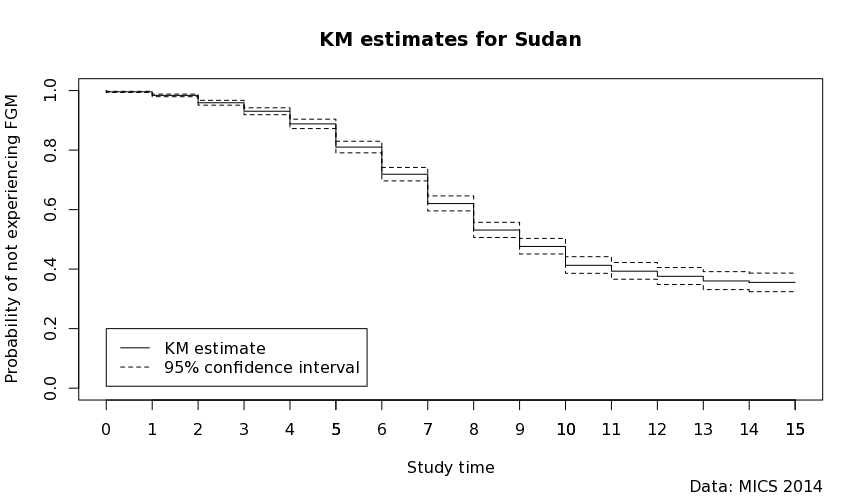 KM estimates for Sudan
Probability of not experiencing FGM
1.0
0.8
0.6
0.4
0.2
0.0
KM estimate
95% confidence interval
0 1 2 3 4 5 6 7 8 9 10 11 12 13 14 15
Study time
Data: MICS 2014